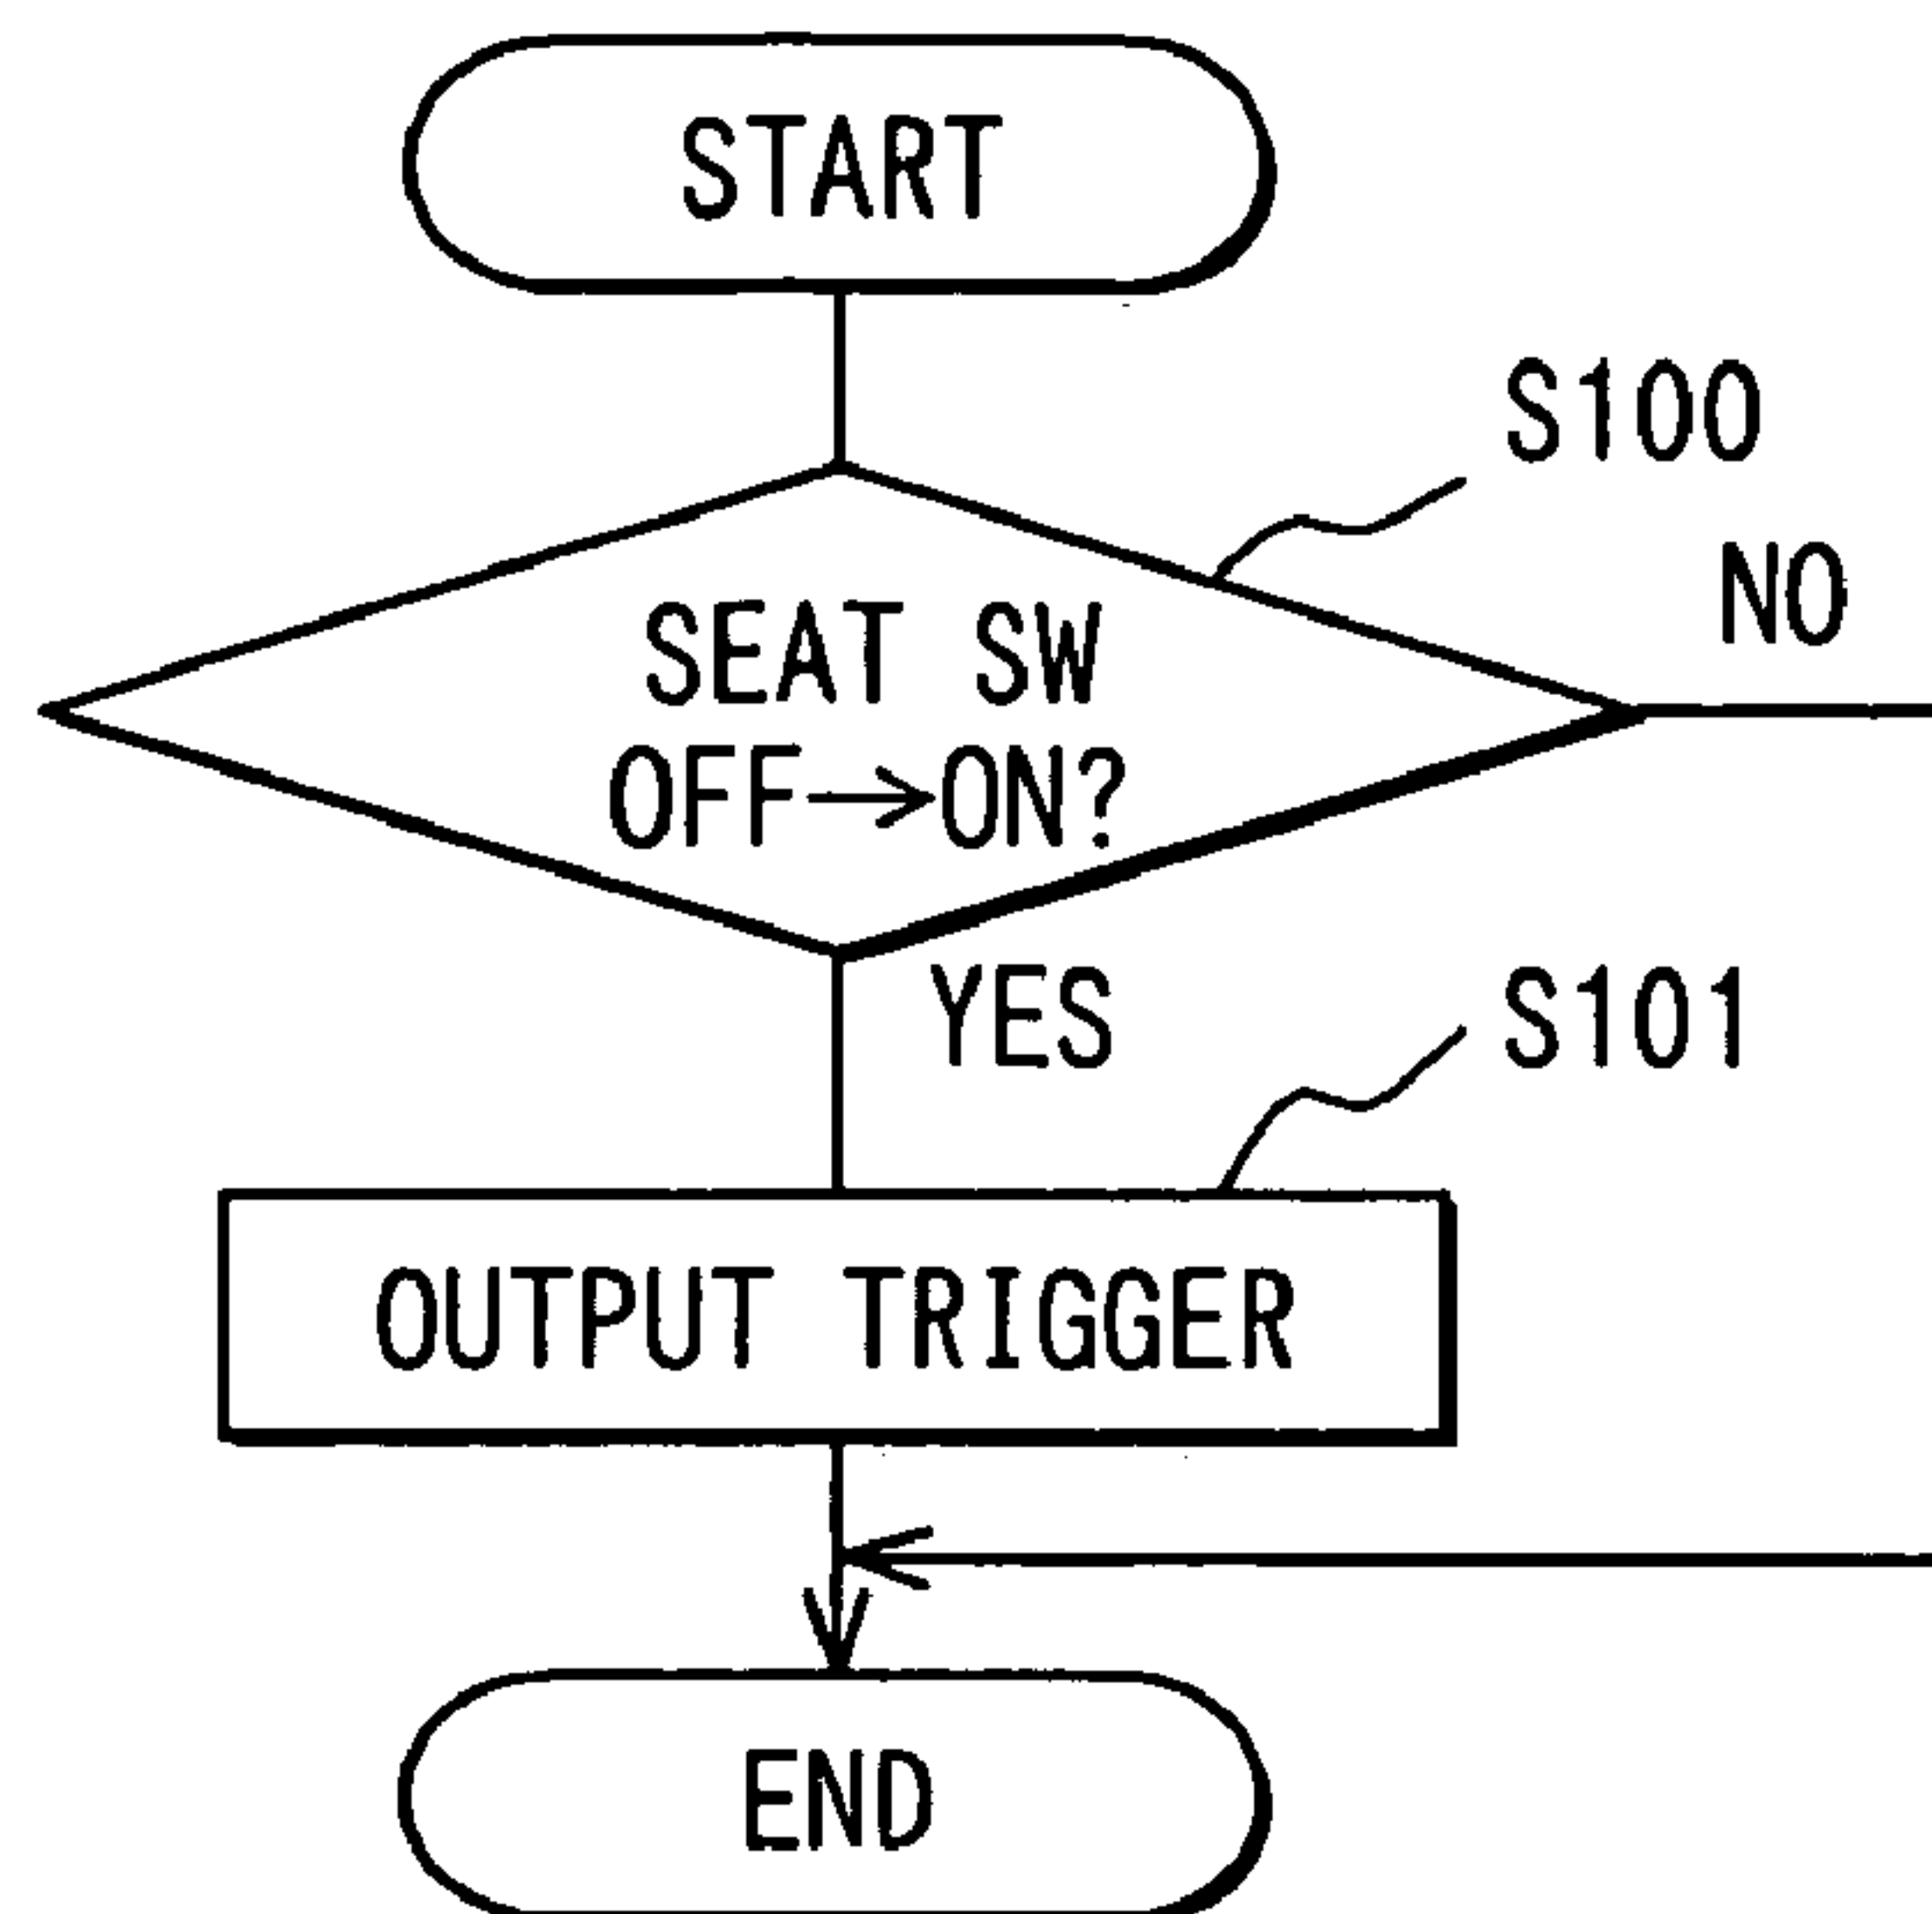 START
S100
NO
SEAT SW
OFF→ON?
YES
S101
OUTPUT TRIGGER
END